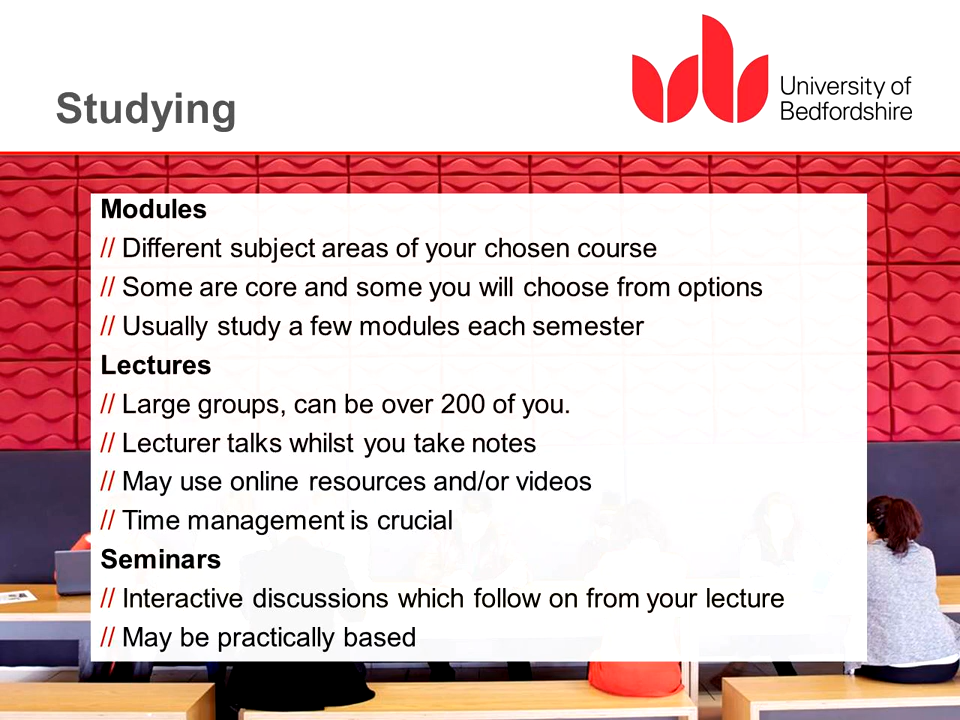 Studying
University of
Bedfordshire
Modules
// Different subject areas of your chosen course
// Some are core and some you will choose from options
// Usually study a few modules each semester
Lectures
// Large groups, can be over 200 of you.
// Lecturer talks whilst you take notes
// May use online resources and/or videos
// Time management is crucial
Seminars
// Interactive discussions which follow on from your lecture
// May be practically based